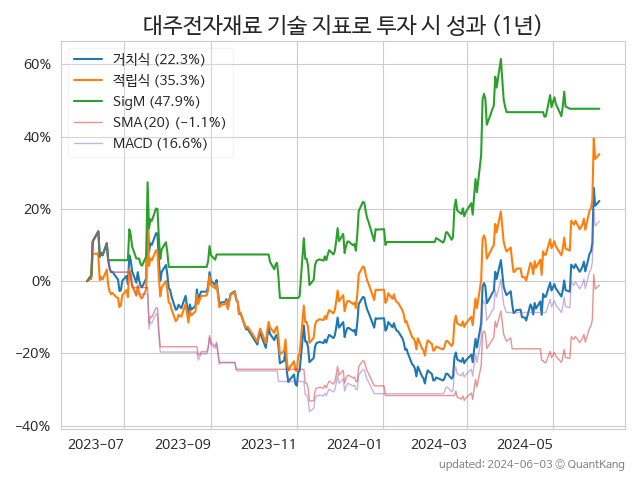 대주전자재료 기술 지표로 투자 시 성과 (1년)
거치식 (22.3%)
적립식 (35.3%)
SigM (47.9%)
SMA(20) (-1.1%)
MACD (16.6%)
60%
40%
20%
0%
-20%
-40%
2023-07
2023-09
2023-11
2024-01
2024-03
2024-05
updated: 2024-06-03 © QuantKang